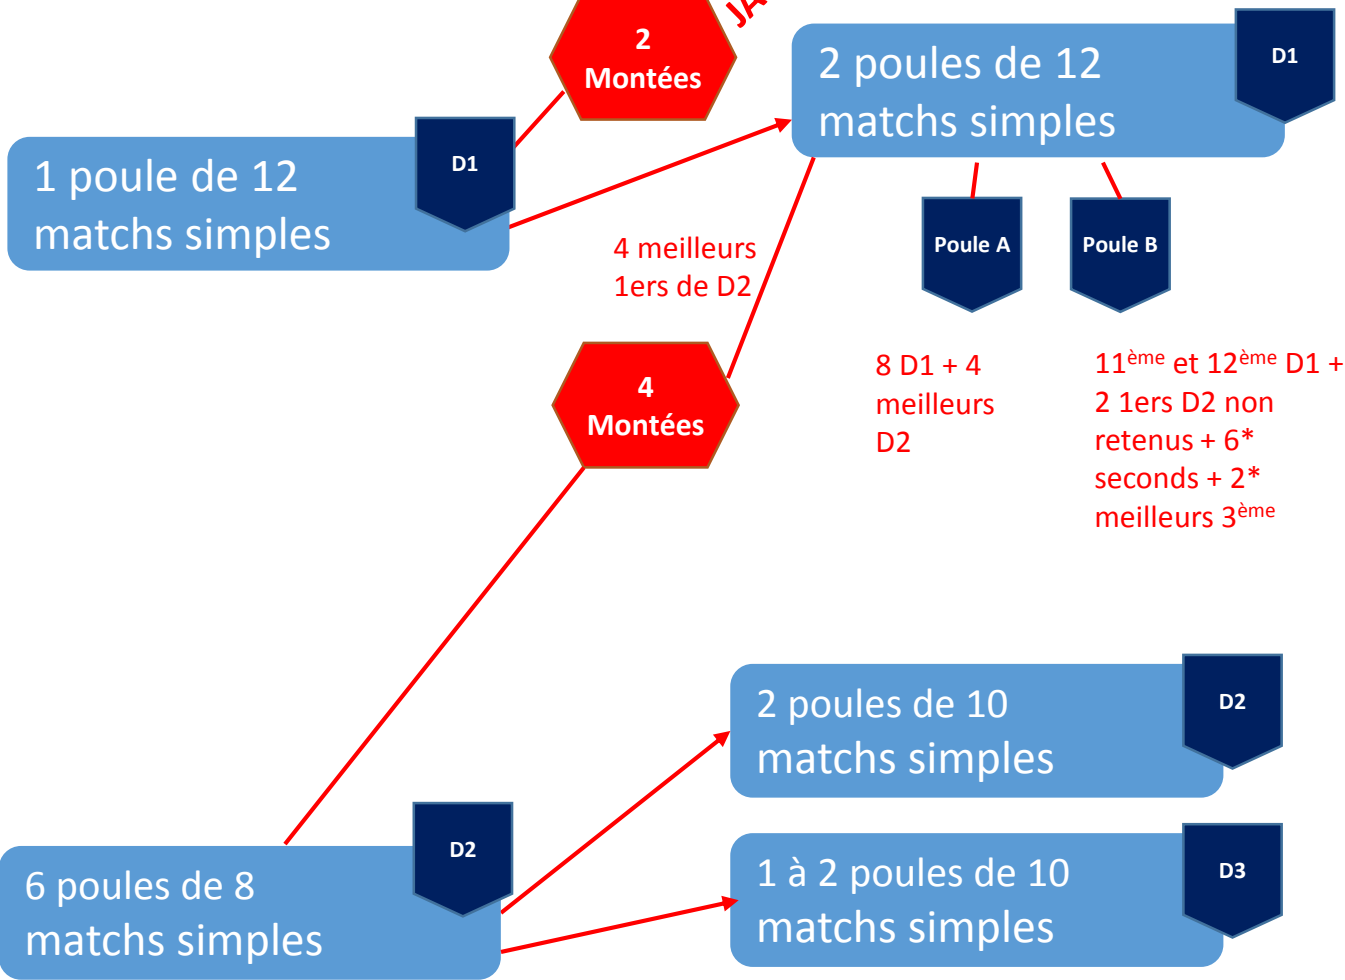 2
Montées
2 poules de 12
matchs simples
D1
1 poule de 12
matchs simples
D1
4 meilleurs
1ers de D2
Poule A
Poule B
8 D1 + 4
meilleurs
D2
11ème et 12ème D1 +
2 1ers D2 non
retenus + 6*
seconds + 2*
meilleurs 3ème
4
Montées
2 poules de 10
matchs simples
D2
6 poules de 8
matchs simples
D2
1 à 2 poules de 10
matchs simples
D3